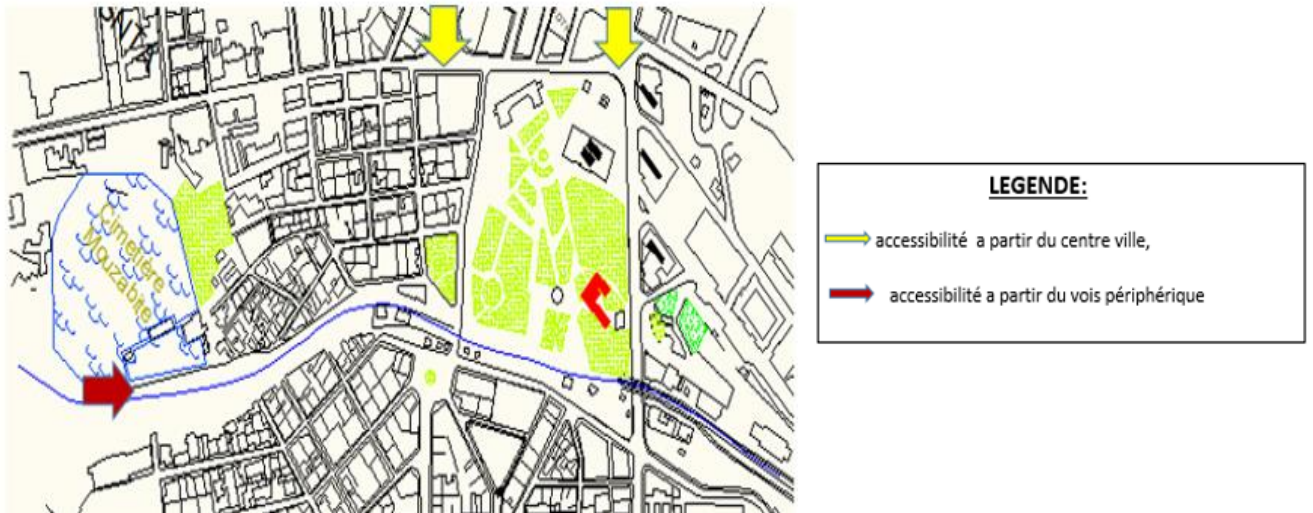 Cimetière
Mouzabite
LEGENDE:
accessibilité a partir du centre ville,
accessibilité a partir du vois périphérique